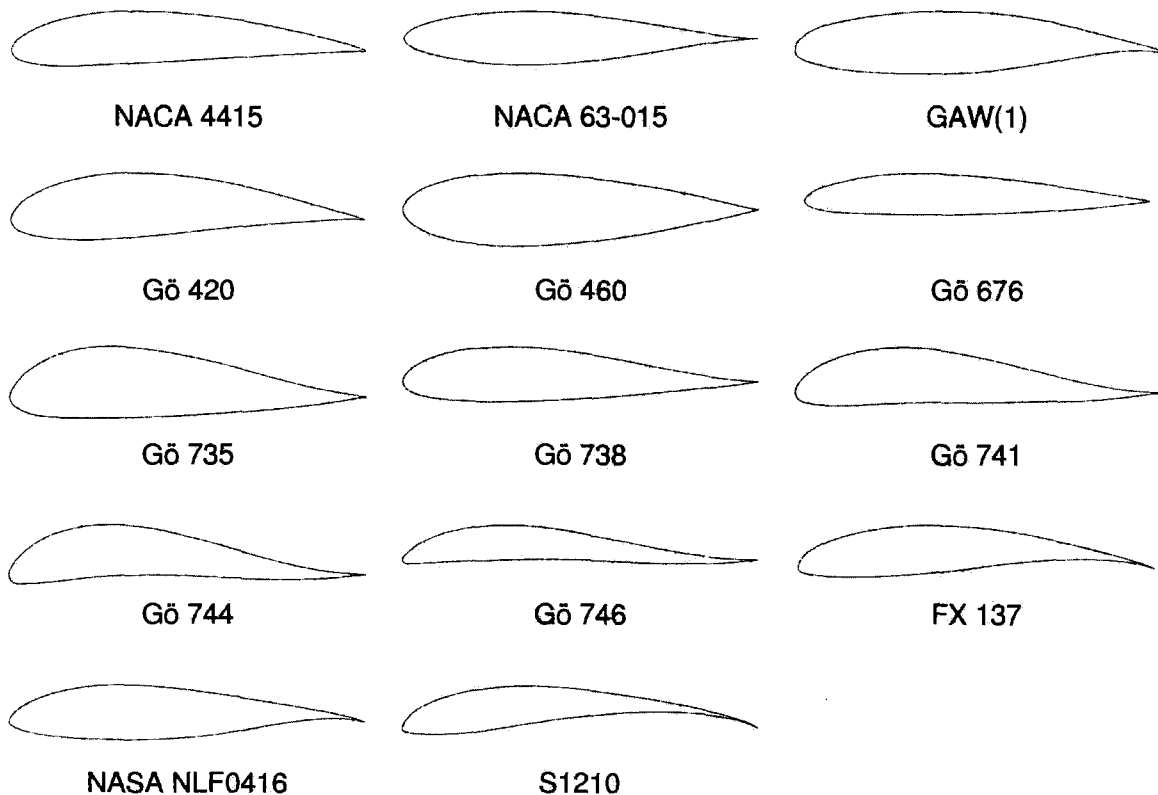 NACA 4415
NACA 63-015
GAW(1)
Gö 420
Gö 460
Gö 676
Gö 735
Gö 738
Gö 741
Gö 744
Gö 746
FX 137
NASA NLF0416
S1210